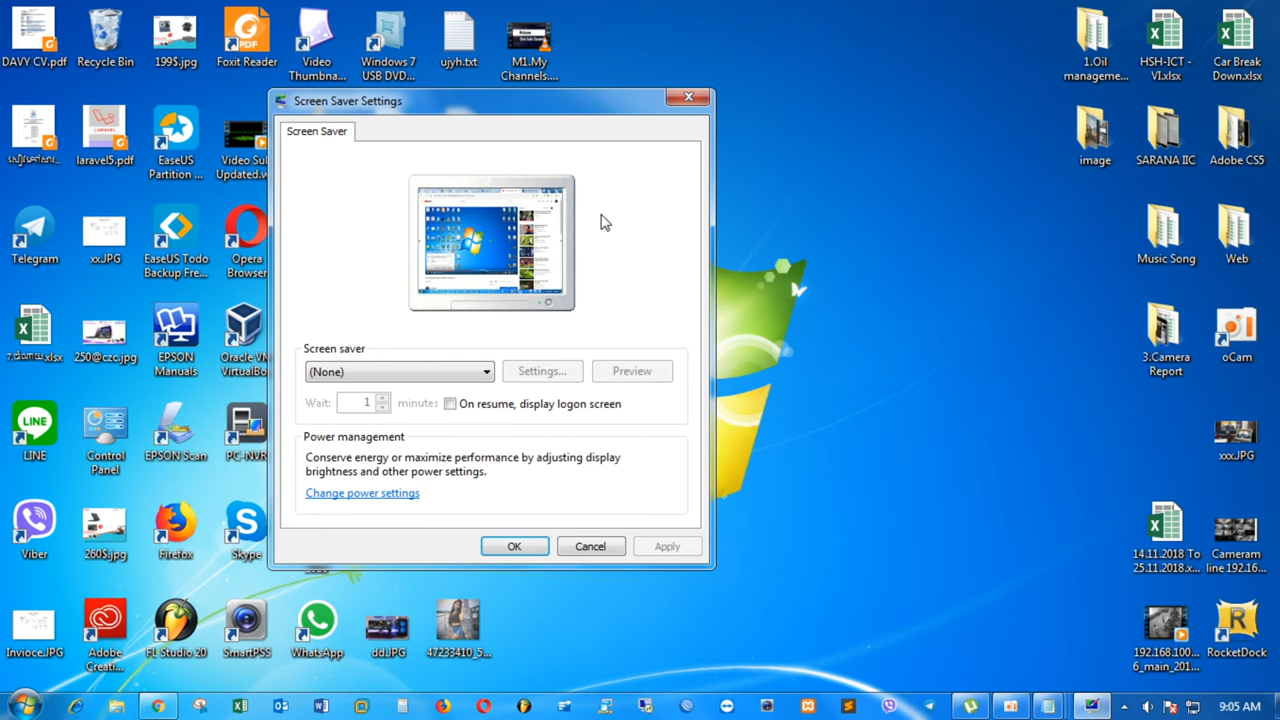 DAVY CV.pdf
Recycle Bin
199$.jpg
Foxit Reader
Video
Thumbna...
Windows 7
USB DVD...
ujyh.txt
M1.My
Channels....
1.Oil
manageme...
HSH-ICT -
VI.xlsx
Car Break
Down.xlsx
Screen Saver Settings
Screen Saver
laravel5.pdf
EaseUS
Partition ...
Video Sul
Updated.w
image
SARANA IIC
Adobe CS5
Telegram
xx.JPG
EaseUS Todo
Backup Fre...
Opera
Browser
Music Song
Web
250@czc.jpg
EPSON
Manuals
Oracle VM
VirtualBo
3.Camera
Report
oCam
Screen saver
(None)
Settings...
Preview
Wait:
1
minutes
On resume, display logon screen
Power management
Conserve energy or maximize performance by adjusting display
brightness and other power settings.
Change power settings
OK
Cancel
Apply
LINE
Control
Panel
EPSON Scan
PC-NVR
xxx.JPG
Viber
260$.jpg
Firefox
Skype
14.11.2018 To
25.11.2018.x...
Cameram
line 192.16...
Invioce.JPG
Adobe
Creati...
FL Studio 20
SmartPSS
WhatsApp
ddJPG
47233410_5...
192.168.100...
6_main_201...
RocketDock
9:05 AM